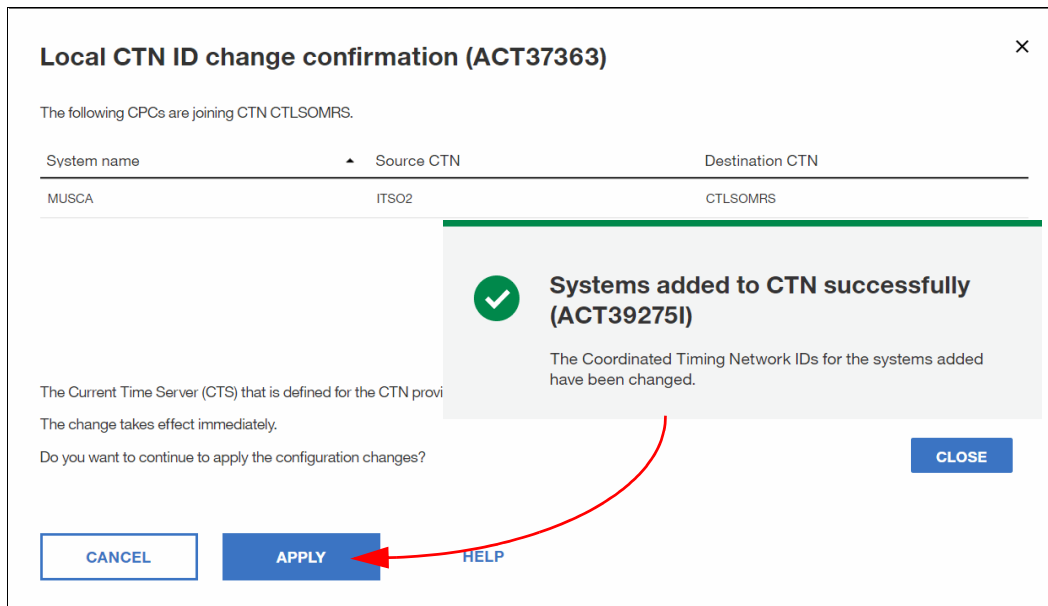 Local CTN ID change confirmation (ACT37363)
The following CPCs are joining CTN CTLSOMRS.
System name Source CTN Destination CTN
MUSCA ITSO2 CTLSOMRS
Systems added to CTN successfully
(ACT39275I)
The Coordinated Timing Network IDs for the systems added
have been changed.
The Current Time Server (CTS) that is defined for the CTN provi
The change takes effect immediately.
Do you want to continue to apply the configuration changes?
CLOSE
CANCEL APPLY HELP